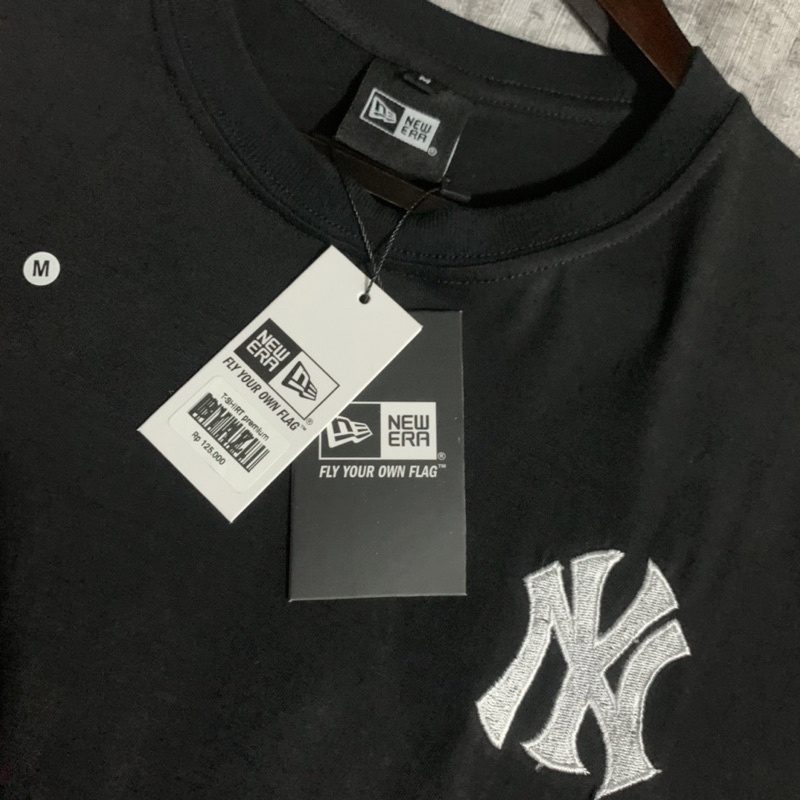 M
NEW
ERA
®
M
NEW
ERA
®
FLY YOUR OWN FLAG™
T-SHIRT premium
Rp 125.000
NEW
ERA
®
FLY YOUR OWN FLAG™
NY